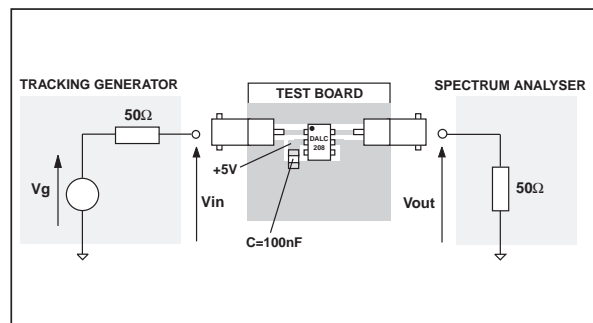 TRACKING GENERATOR
TEST BOARD
SPECTRUM ANALYSER
50Ω
DALC
208
+5V
Vg
Vin
Vout
50Ω
C=100nF